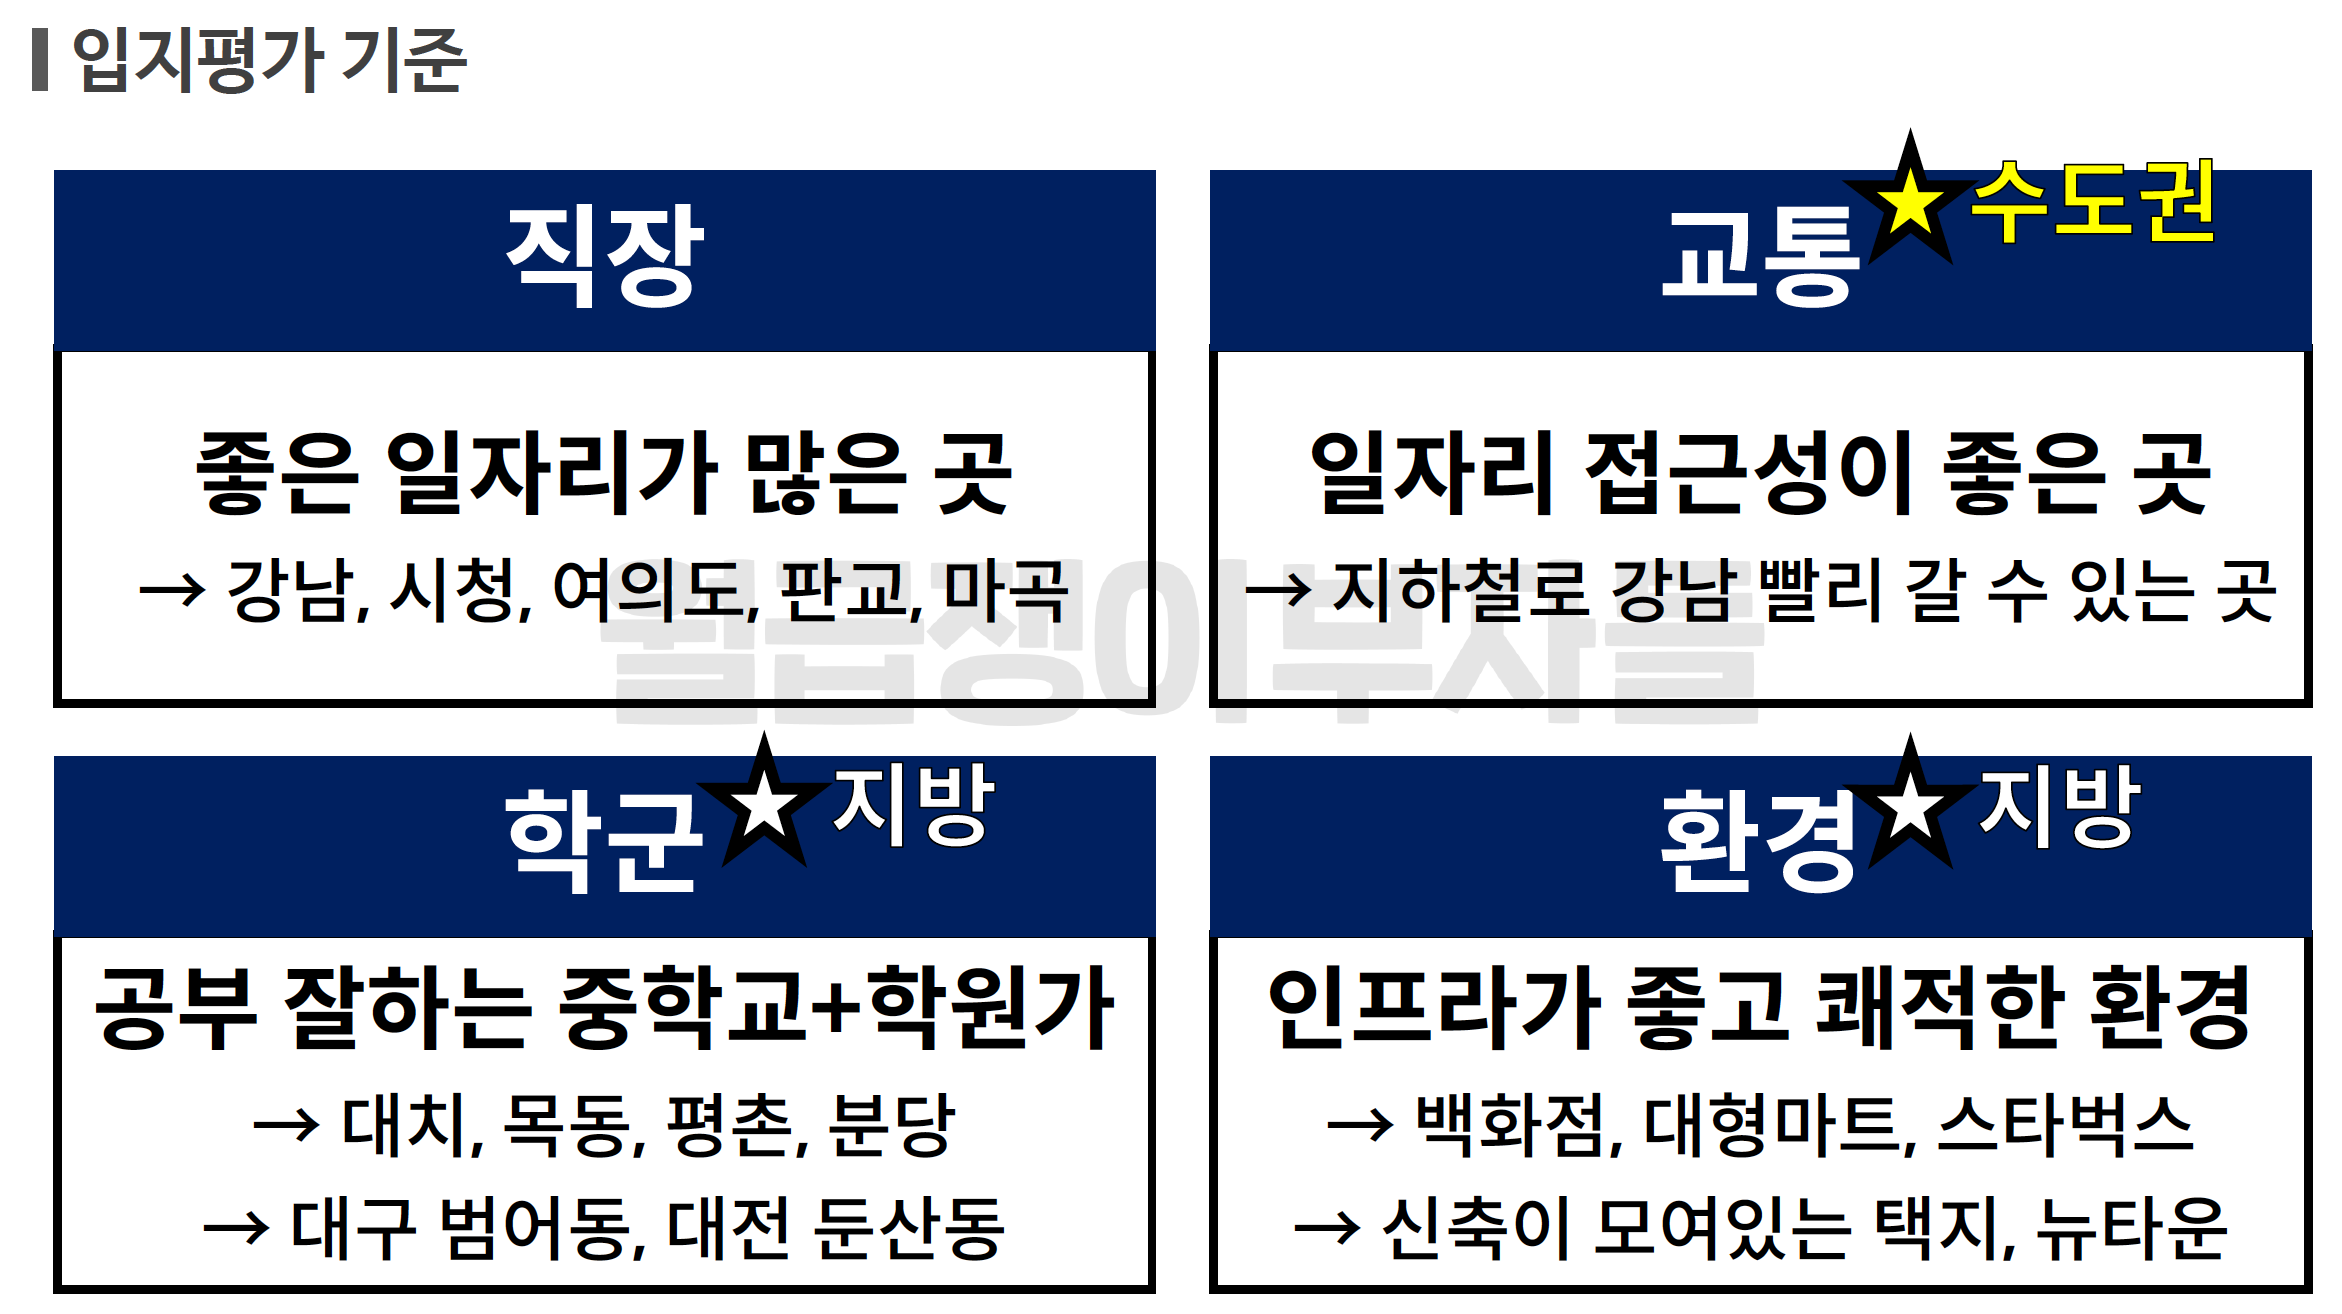 입지평가 기준
직장
좋은 일자리가 많은 곳
→ 강남, 시청, 여의도, 판교, 마곡
교통
수도권
일자리 접근성이 좋은 곳
→ 지하철로 강남 빨리 갈 수 있는 곳
월급쟁이부자들
학군
지방
공부 잘하는 중학교+학원가
→ 대치, 목동, 평촌, 분당
→ 대구 범어동, 대전 둔산동
환경
지방
인프라가 좋고 쾌적한 환경
→ 백화점, 대형마트, 스타벅스
→ 신축이 모여있는 택지, 뉴타운